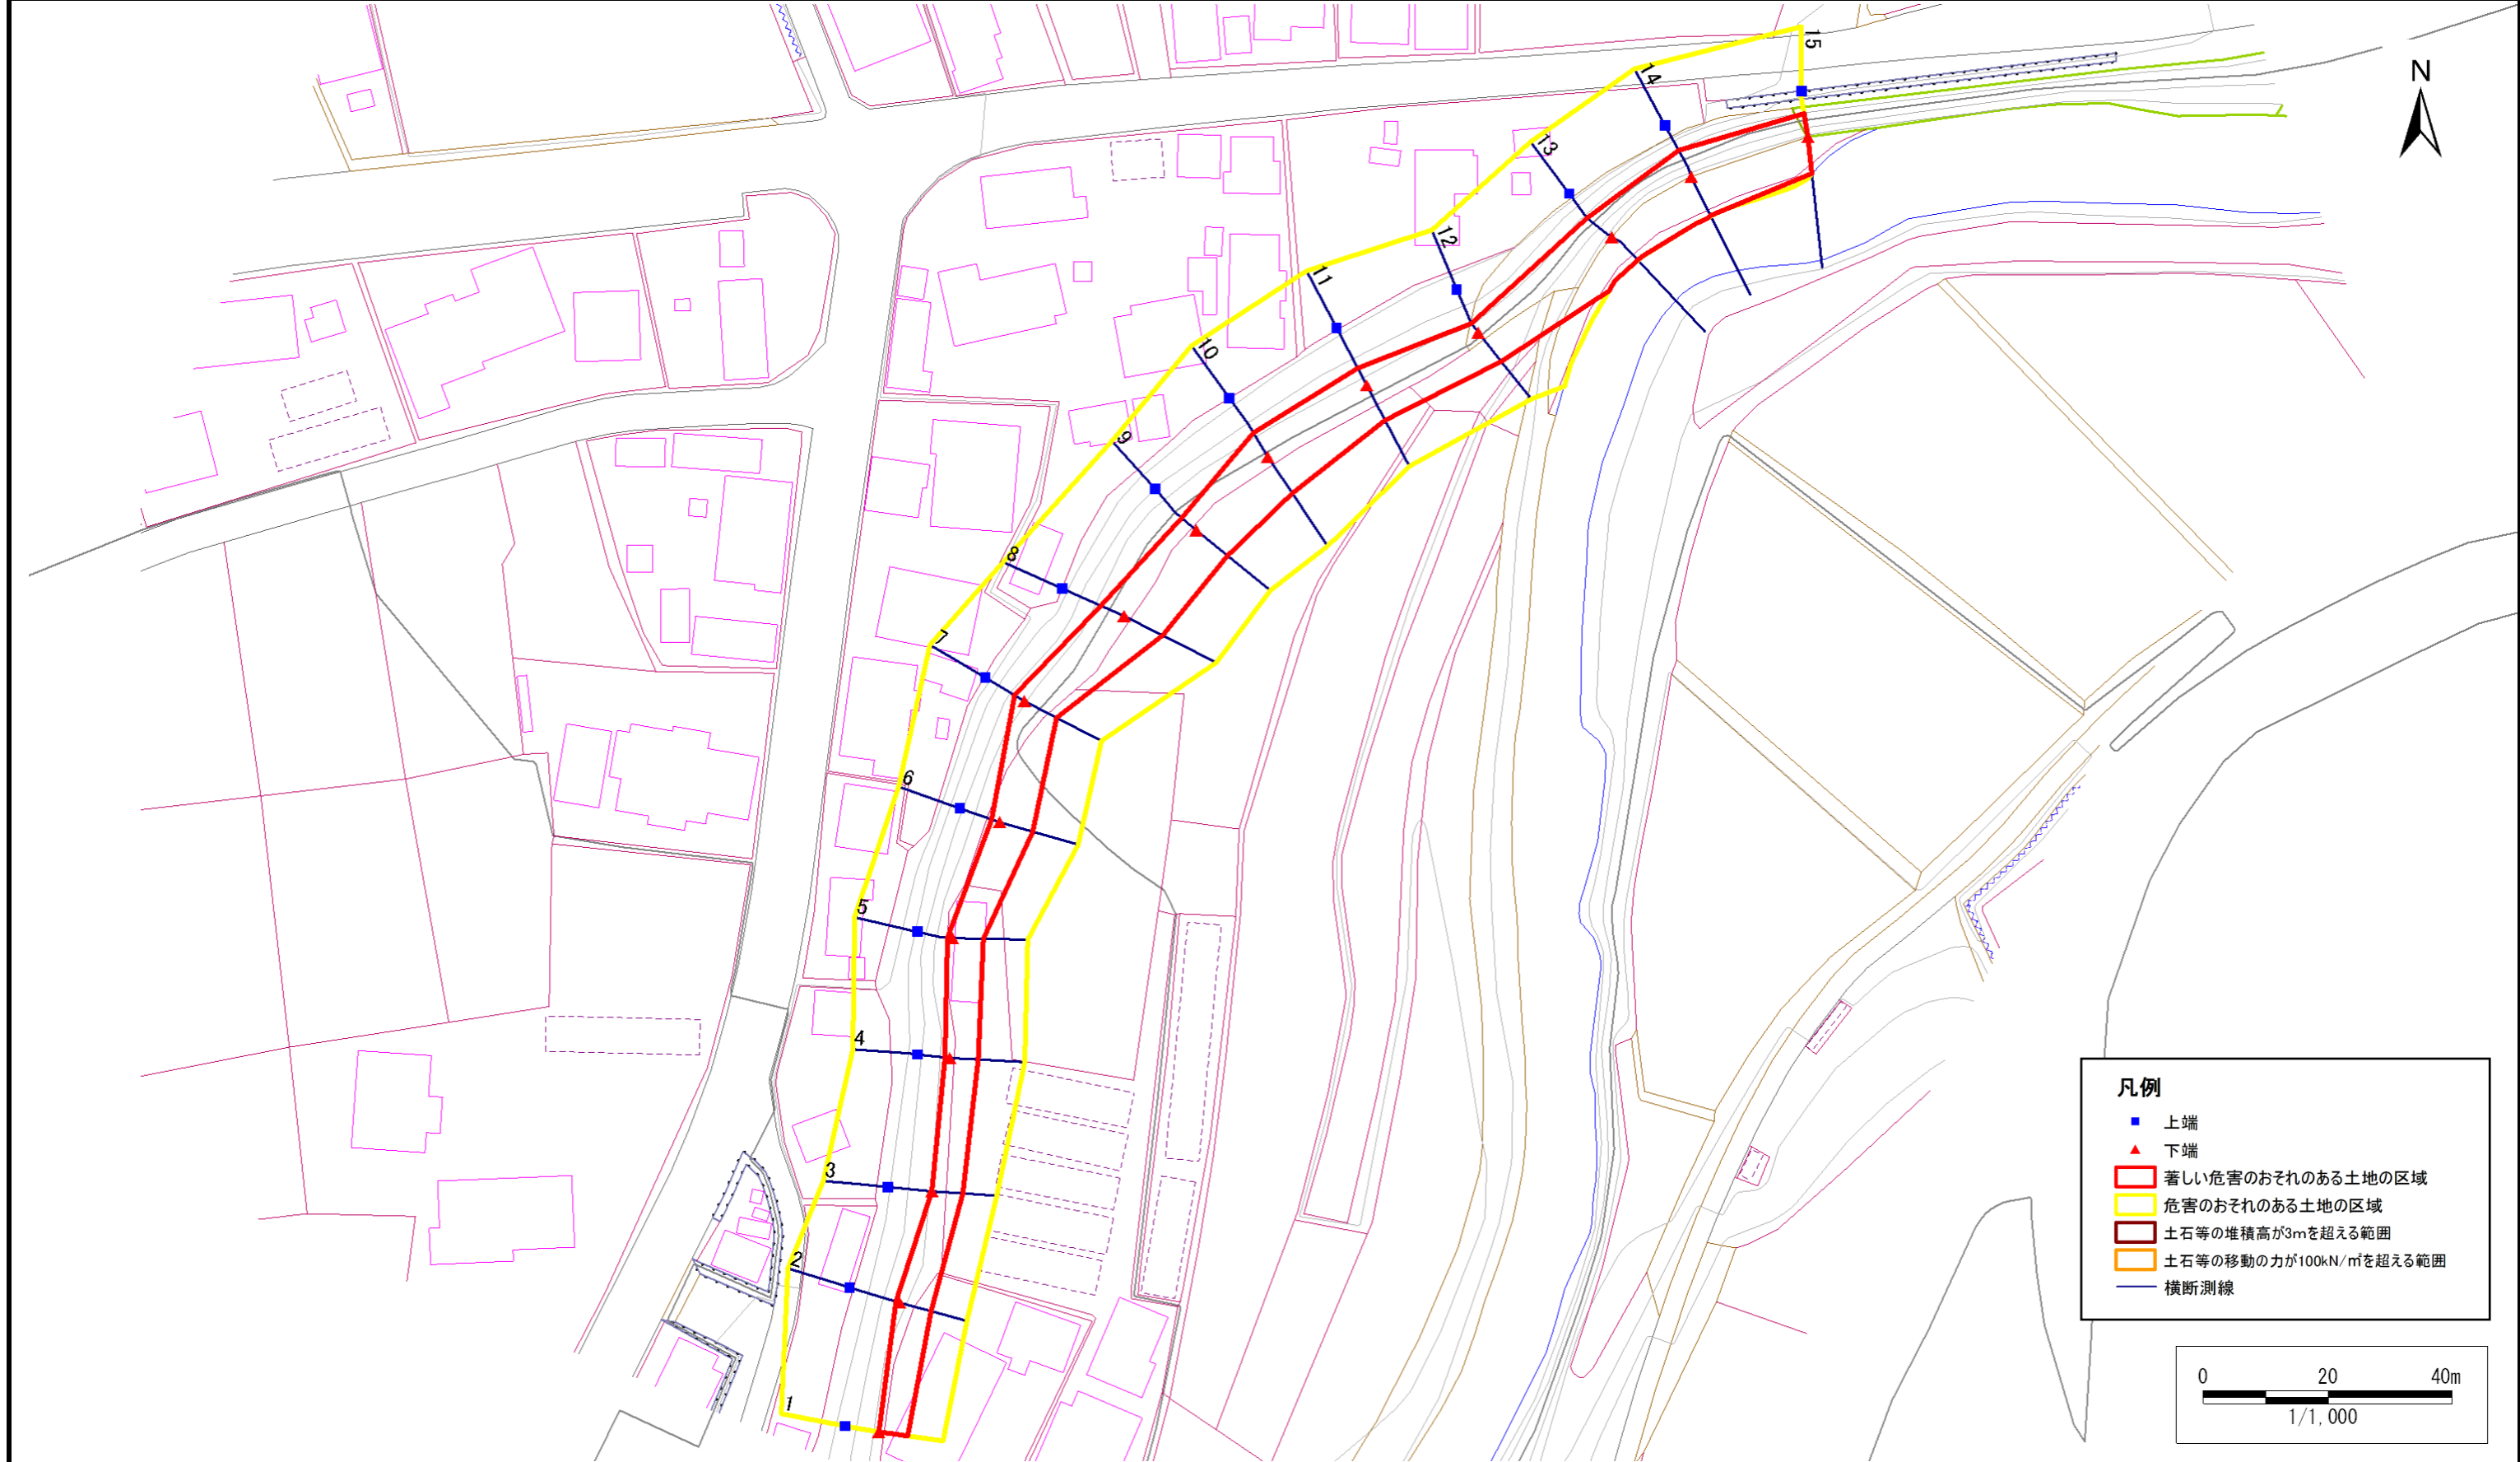 N
15
14
13
12
11
10
9
8
7
6
5
4
3
2
1
凡例
上端
下端
著しい危害のおそれのある土地の区域
危害のおそれのある土地の区域
土石等の堆積高が3mを超える範囲
土石等の移動の力が100kN/㎡を超える範囲
横断測線
0 20 40m
1/1,000